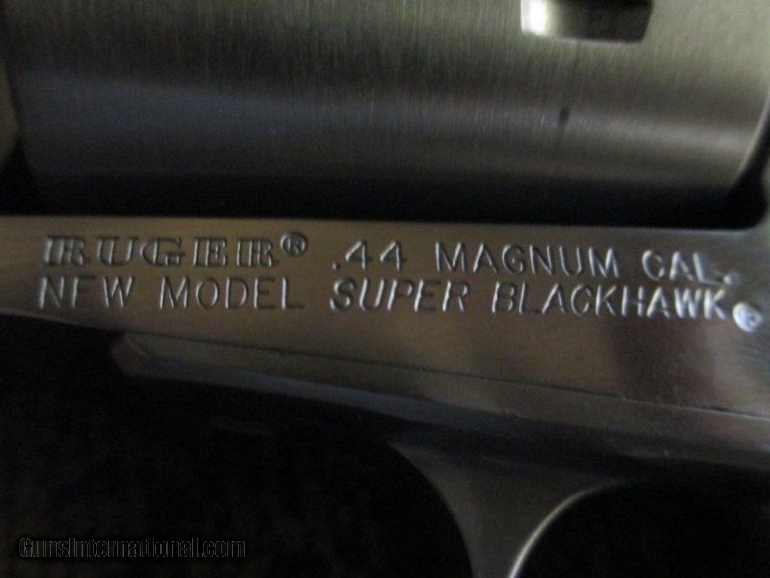 RUGER® .44 MAGNUM CAL.
NEW MODEL SUPER BLACKHAWK®
GunsInternational.com